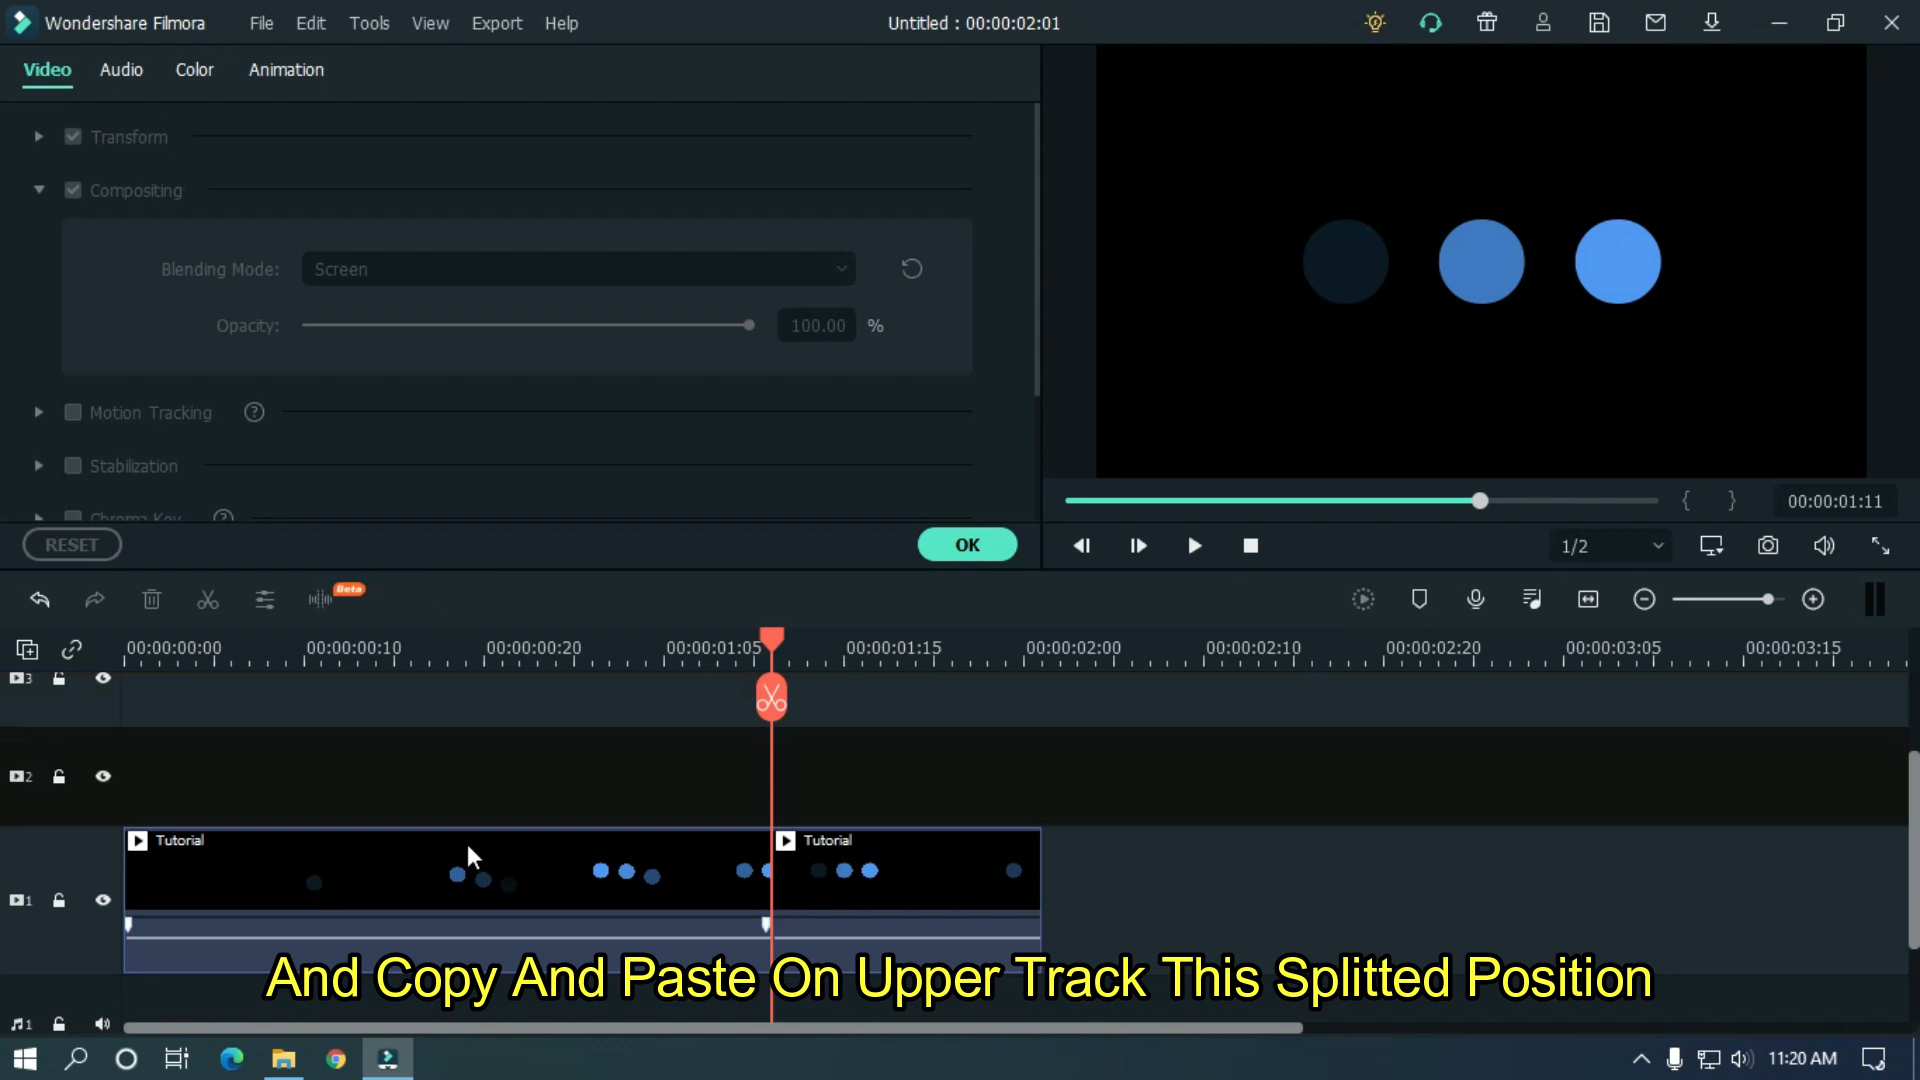 Wondershare Filmora File Edit Tools View Export Help Untitled : 00:00:02:01
Video Audio Color Animation
Transform
Compositing
Blending Mode: Screen
Opacity: 100.00 %
Motion Tracking
Stabilization
Chroma Key
RESET OK
{ } 00:00:01:11
1/2
Beta
00:00:00:00 00:00:00:10 00:00:00:20 00:00:01:05 00:00:01:15 00:00:02:00 00:00:02:10 00:00:02:20 00:00:03:05 00:00:03:15
3
2
Tutorial Tutorial
1
And Copy And Paste On Upper Track This Splitted Position
1
11:20 AM